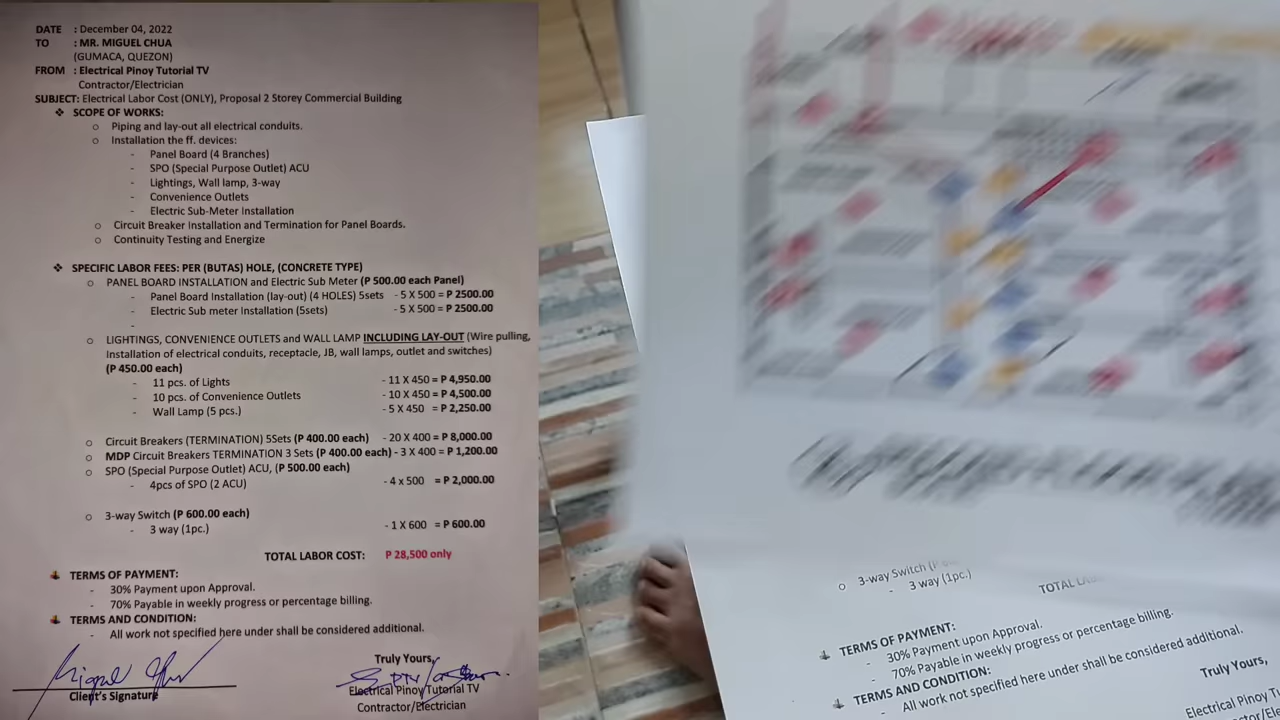 DATE : December 04, 2022
TO : MR. MIGUEL CHUA
(GUMACA, QUEZON)
FROM : Electrical Pinoy Tutorial TV
Contractor/Electrician
SUBJECT: Electrical Labor Cost (ONLY), Proposal 2 Storey Commercial Building
❖ SCOPE OF WORKS:
o Piping and lay-out all electrical conduits.
o Installation the ff. devices:
- Panel Board (4 Branches)
- SPO (Special Purpose Outlet) ACU
- Lightings, Wall lamp, 3-way
- Convenience Outlets
- Electric Sub-Meter Installation
o Circuit Breaker Installation and Termination for Panel Boards.
o Continuity Testing and Energize
❖ SPECIFIC LABOR FEES: PER (BUTAS) HOLE, (CONCRETE TYPE)
o PANEL BOARD INSTALLATION and Electric Sub Meter (P 500.00 each Panel)
- Panel Board Installation (lay-out) (4 HOLES) 5sets - 5 X 500 = P 2500.00
- Electric Sub meter Installation (5sets) - 5 X 500 = P 2500.00
-
o LIGHTINGS, CONVENIENCE OUTLETS and WALL LAMP INCLUDING LAY-OUT (Wire pulling,
Installation of electrical conduits, receptacle, JB, wall lamps, outlet and switches)
(P 450.00 each)
- 11 pcs. of Lights - 11 X 450 = P 4,950.00
- 10 pcs. of Convenience Outlets - 10 X 450 = P 4,500.00
- Wall Lamp (5 pcs.) - 5 X 450 = P 2,250.00
o Circuit Breakers (TERMINATION) 5Sets (P 400.00 each) - 20 X 400 = P 8,000.00
o MDP Circuit Breakers TERMINATION 3 Sets (P 400.00 each) - 3 X 400 = P 1,200.00
o SPO (Special Purpose Outlet) ACU, (P 500.00 each)
- 4pcs of SPO (2 ACU) - 4 x 500 = P 2,000.00
o 3-way Switch (P 600.00 each)
- 3 way (1pc.) - 1 X 600 = P 600.00
TOTAL LABOR COST: P 28,500 only
TERMS OF PAYMENT:
- 30% Payment upon Approval.
- 70% Payable in weekly progress or percentage billing.
TERMS AND CONDITION:
- All work not specified here under shall be considered additional.
Truly Yours,
Miguel Chua
Client's Signature
Electrical Pinoy Tutorial TV
Contractor/Electrician
o 3-way Switch
- 3 way (1pc.)
TOTAL
TERMS OF PAYMENT:
- 30% Payment upon Approval.
- 70% Payable in weekly progress or percentage billing.
TERMS AND CONDITION:
- All work not specified here under shall be considered additional.
Truly Yours,
Electrical Pinoy